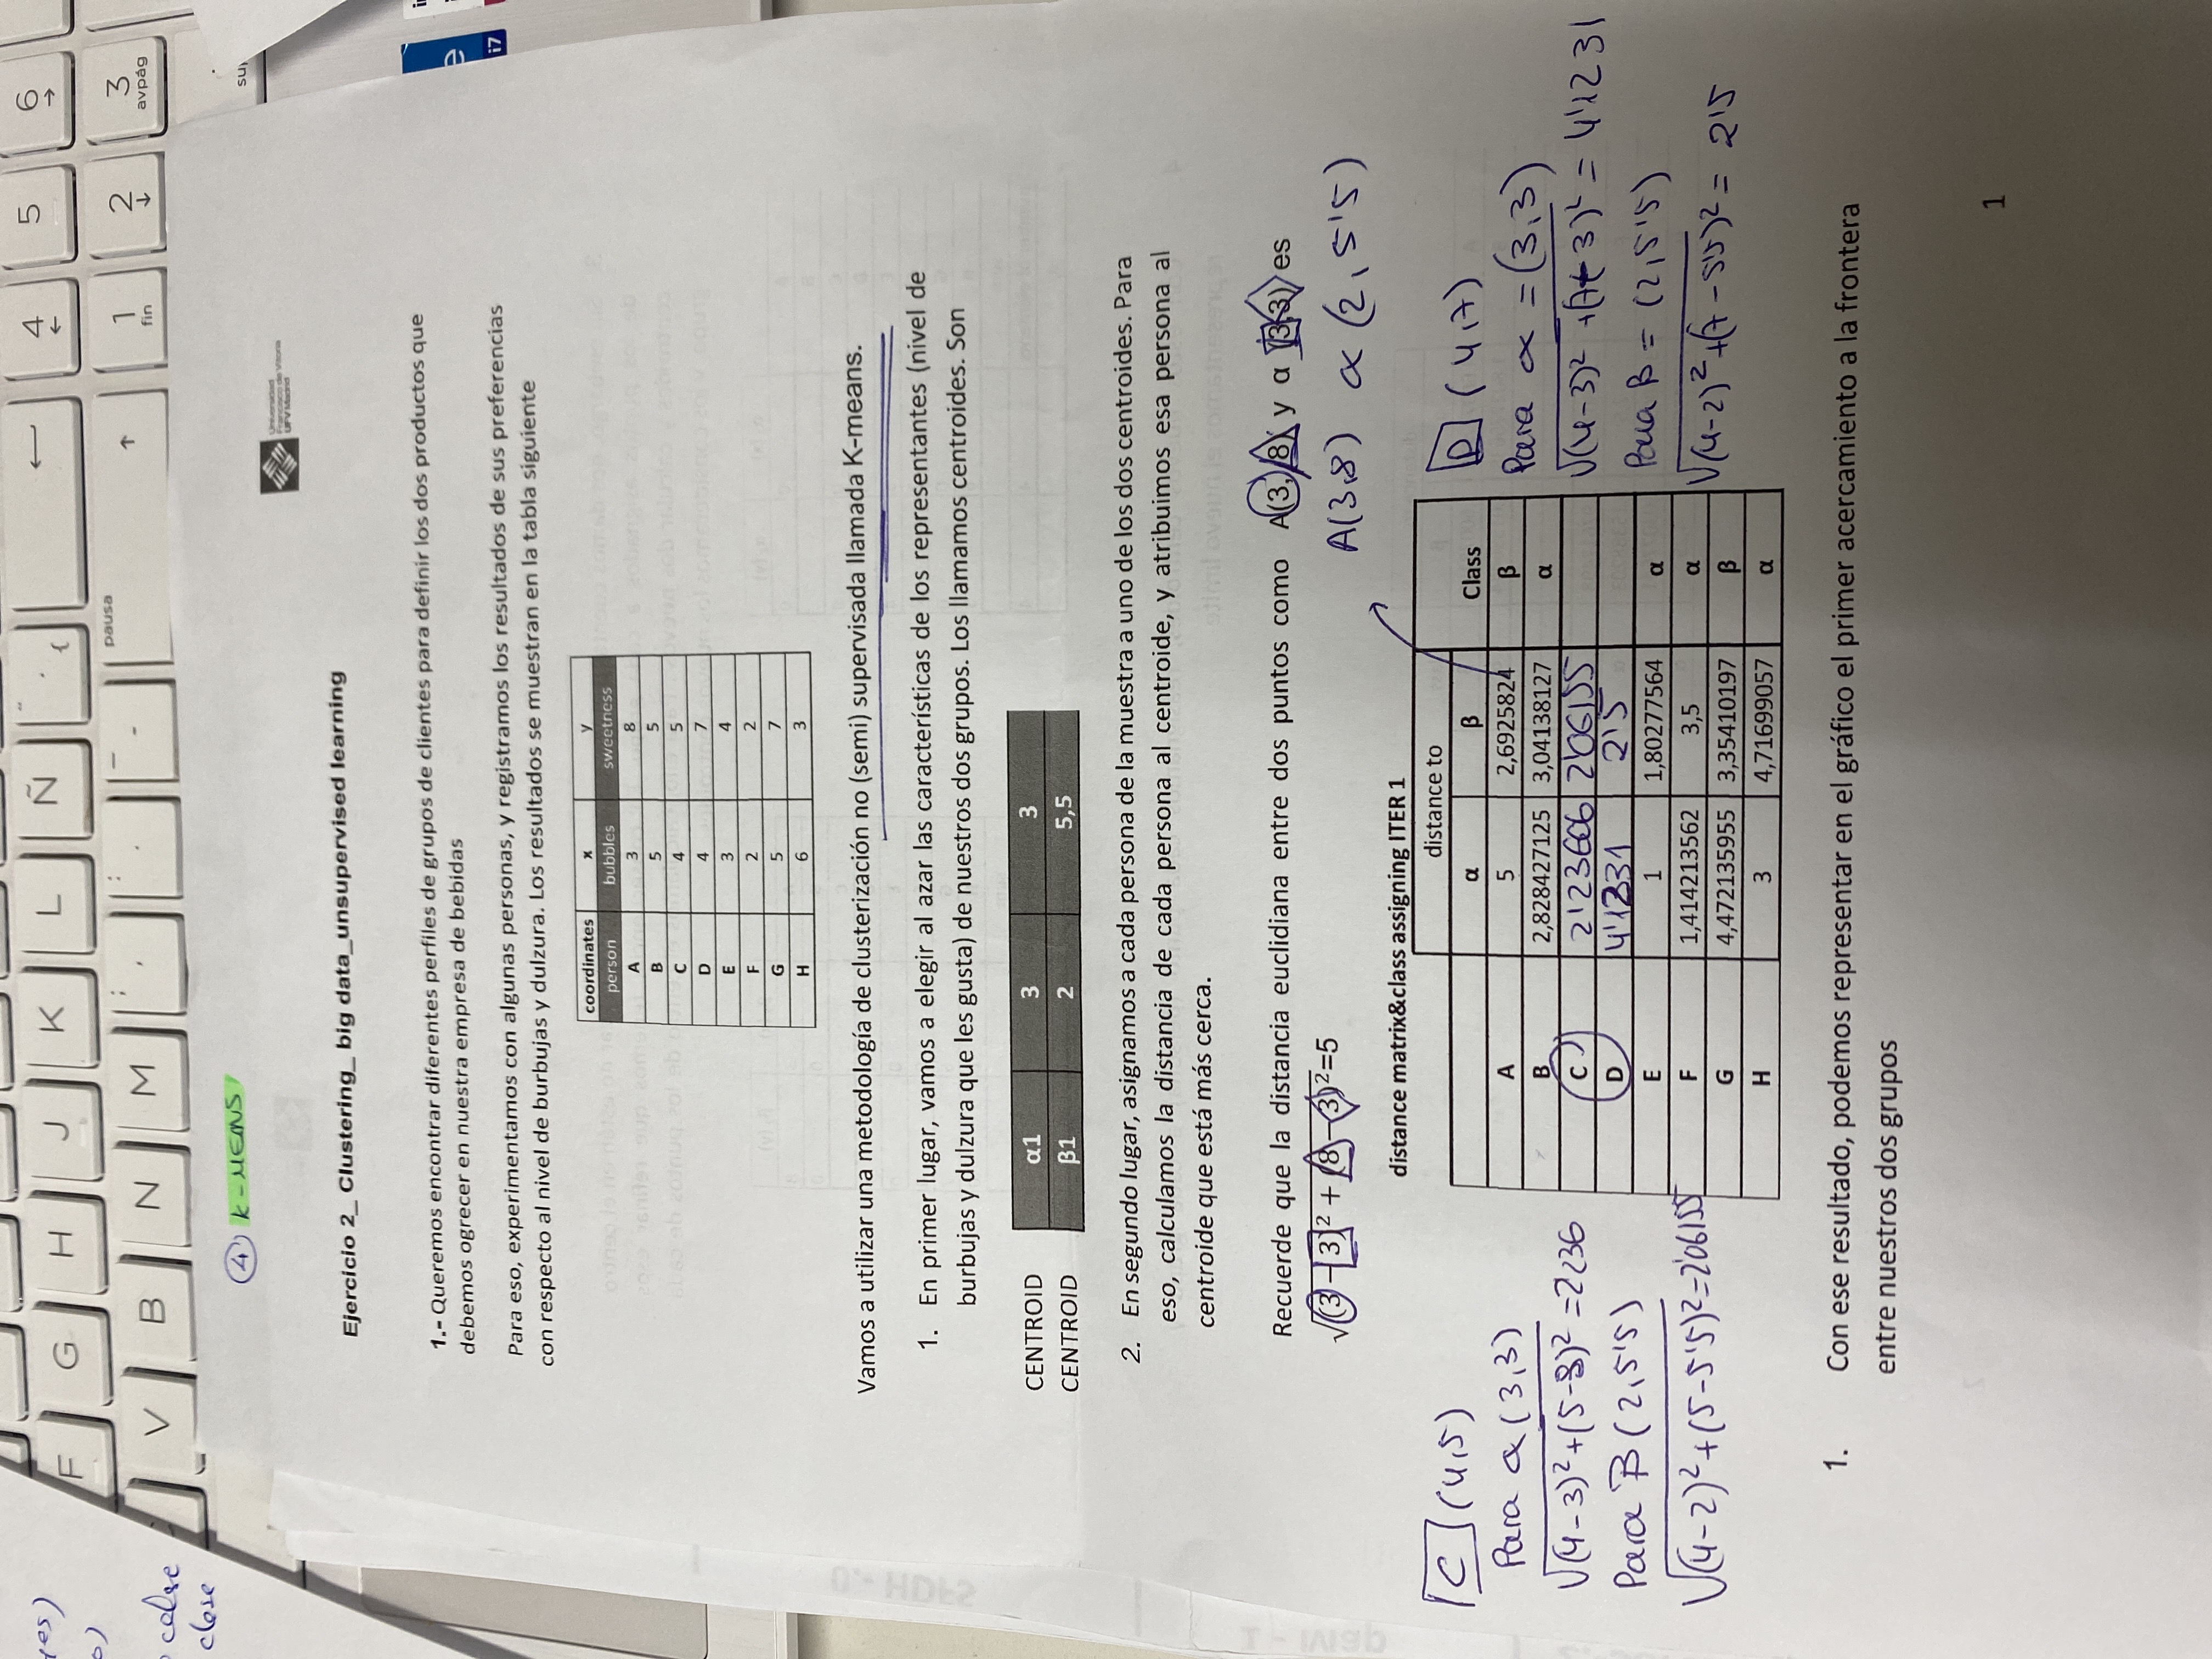 res)
o)
calse
clase
F G H J K L Ñ ¨ ´ { ← 4 ← 5 6 →
V B N M ; , : . _ - pausa ↑ 1 fin 2 ↓ 3 avpág
i7
④ K-MEANS
Universidad
Francisco de Vitoria
UFV Madrid
Ejercicio 2_ Clustering_ big data_unsupervised learning
1.- Queremos encontrar diferentes perfiles de grupos de clientes para definir los dos productos que
debemos ogrecer en nuestra empresa de bebidas
Para eso, experimentamos con algunas personas, y registramos los resultados de sus preferencias
con respecto al nivel de burbujas y dulzura. Los resultados se muestran en la tabla siguiente
coordinates x y
person bubbles sweetness
A 3 8
B 5 5
C 4 5
D 4 7
E 3 4
F 2 2
G 5 7
H 6 3
Vamos a utilizar una metodología de clusterización no (semi) supervisada llamada K-means.
1. En primer lugar, vamos a elegir al azar las características de los representantes (nivel de
burbujas y dulzura que les gusta) de nuestros dos grupos. Los llamamos centroides. Son
CENTROID α1 3 3
CENTROID β1 2 5,5
2. En segundo lugar, asignamos a cada persona de la muestra a uno de los dos centroides. Para
eso, calculamos la distancia de cada persona al centroide, y atribuimos esa persona al
centroide que está más cerca.
Recuerde que la distancia euclidiana entre dos puntos como A(3, 8) y α (3,3) es
√(3 − 3)² + (8 − 3)²=5
A(3,8) α (2, 5'5)
distance matrix&class assigning ITER 1
distance to
α β Class
A 5 2,6925824 β
B 2,828427125 3,04138127 α
C 2'23606 2'06155
D 4'1231 2'5
E 1 1,80277564 α
F 1,414213562 3,5 α
G 4,472135955 3,35410197 β
H 3 4,71699057 α
C (4,5)
Para α (3,3)
√(4-3)²+(5-3)²=2236
Para B (2,5'5)
√(4-2)²+(5-5'5)²=2'06155
D (4,7)
Para α = (3,3)
√(4-3)² +(7-3)² = 4'1231
Para β = (2,5'5)
√(4-2)²+(7-5'5)² = 2'5
1. Con ese resultado, podemos representar en el gráfico el primer acercamiento a la frontera
entre nuestros dos grupos
1